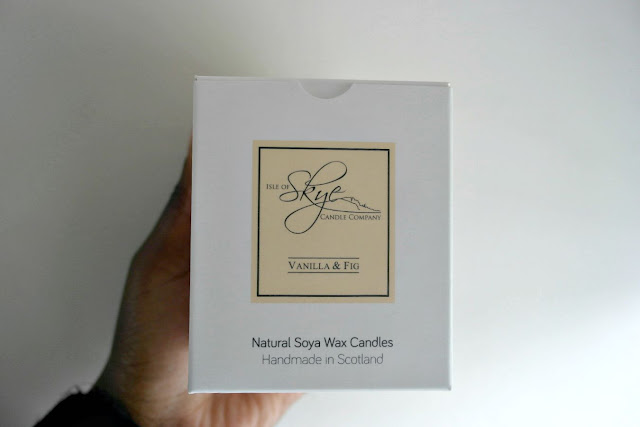 Isle of
Skye
Candle Company
Vanilla & Fig
Natural Soya Wax Candles
Handmade in Scotland